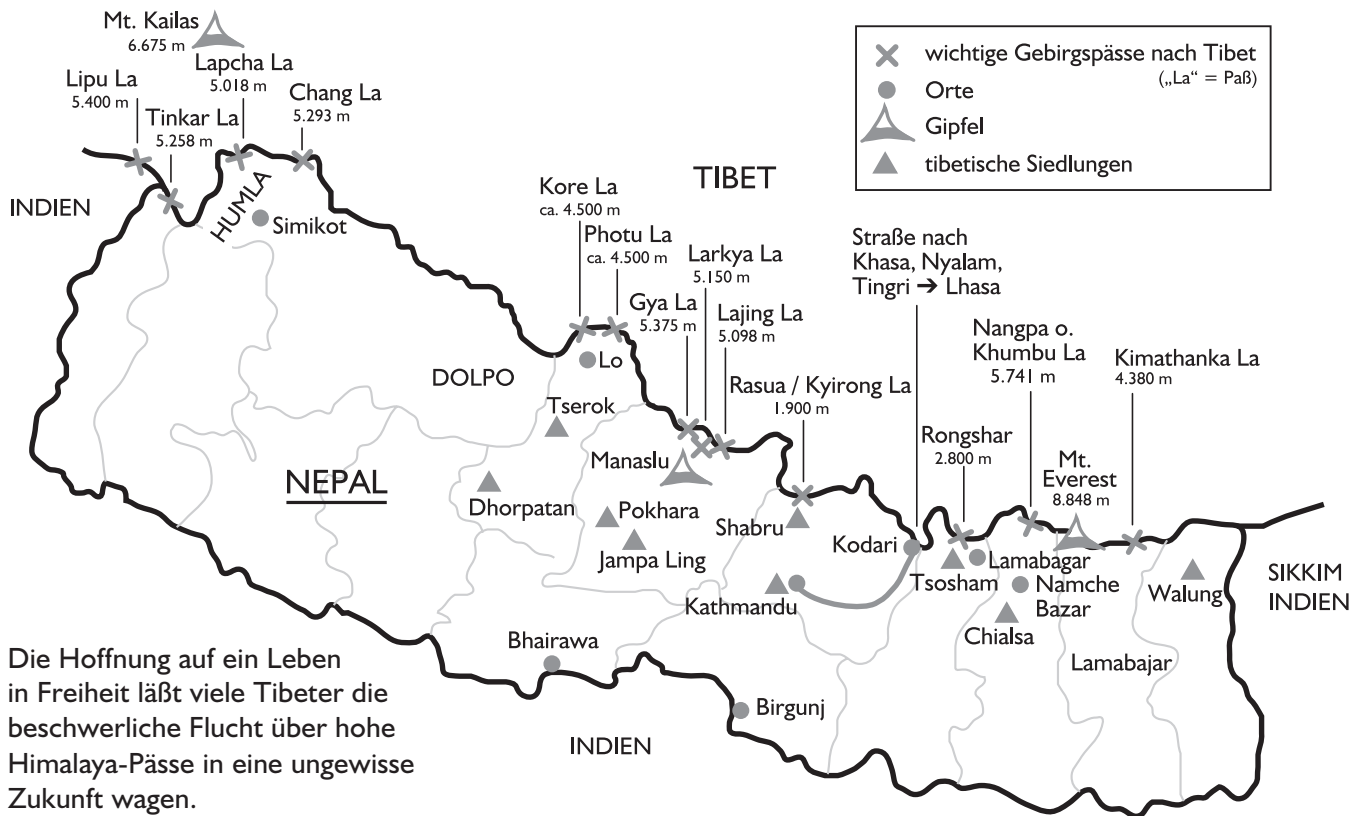 Mt. Kailas
6.675 m
Lapcha La
5.018 m
Lipu La
5.400 m
Chang La
5.293 m
Tinkar La
5.258 m
wichtige Gebirgspässe nach Tibet
(„La“ = Paß)
Orte
Gipfel
tibetische Siedlungen
INDIEN
HUMLA
Simikot
TIBET
Kore La
ca. 4.500 m
Photu La
ca. 4.500 m
Larkya La
5.150 m
Gya La
5.375 m
Lajing La
5.098 m
Straße nach
Khasa, Nyalam,
Tingri ➔ Lhasa
Nangpa o.
Khumbu La
5.741 m
Kimathanka La
4.380 m
Rasua / Kyirong La
1.900 m
Rongshar
2.800 m
Mt.
Everest
8.848 m
Lo
DOLPO
Tserok
NEPAL
Manaslu
Dhorpatan
Pokhara
Jampa Ling
Shabru
Kodari
Kathmandu
Tsosham
Lamabagar
Namche
Bazar
Chialsa
Walung
SIKKIM
INDIEN
Lamabajar
Bhairawa
Birgunj
INDIEN
Die Hoffnung auf ein Leben
in Freiheit läßt viele Tibeter die
beschwerliche Flucht über hohe
Himalaya-Pässe in eine ungewisse
Zukunft wagen.